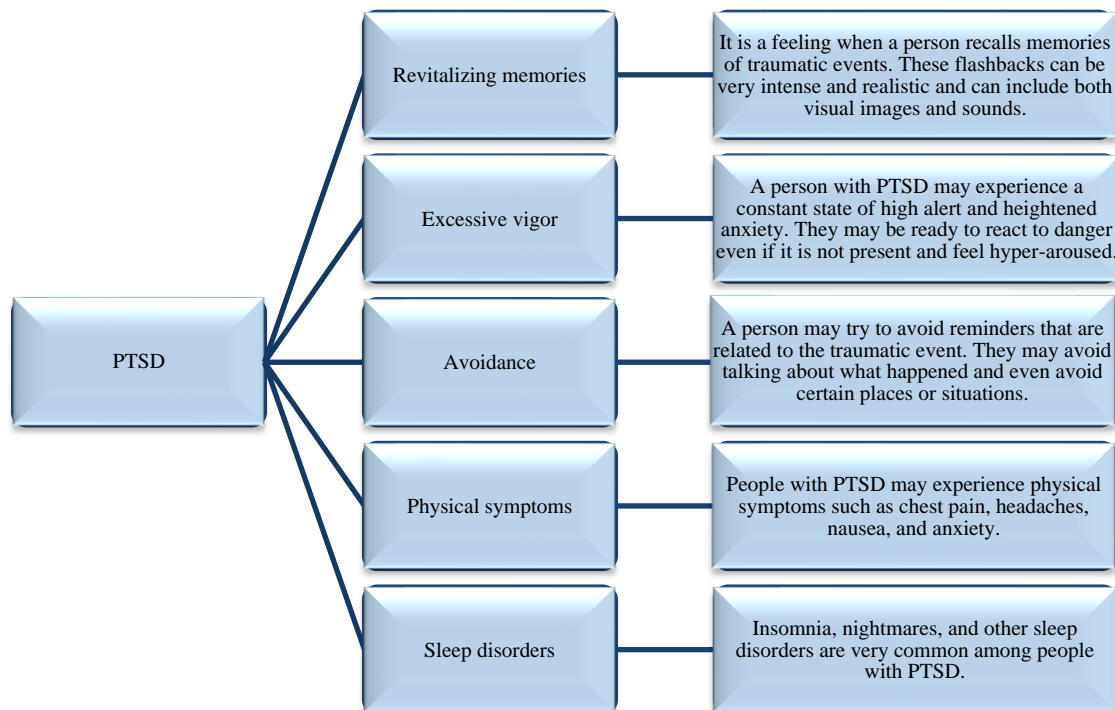 PTSD
Revitalizing memories
It is a feeling when a person recalls memories
of traumatic events. These flashbacks can be
very intense and realistic and can include both
visual images and sounds.
Excessive vigor
A person with PTSD may experience a
constant state of high alert and heightened
anxiety. They may be ready to react to danger
even if it is not present and feel hyper-aroused.
Avoidance
A person may try to avoid reminders that are
related to the traumatic event. They may avoid
talking about what happened and even avoid
certain places or situations.
Physical symptoms
People with PTSD may experience physical
symptoms such as chest pain, headaches,
nausea, and anxiety.
Sleep disorders
Insomnia, nightmares, and other sleep
disorders are very common among people
with PTSD.